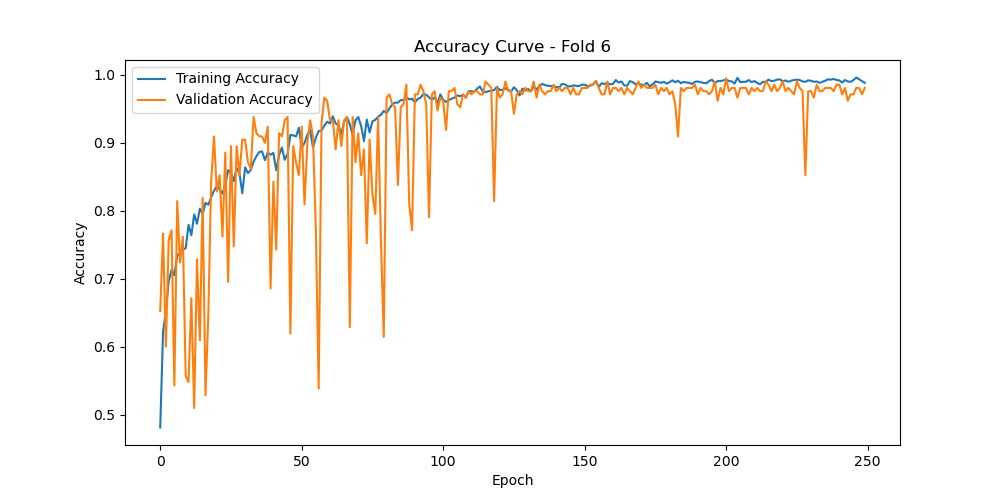 Accuracy Curve - Fold 6
Training Accuracy
Validation Accuracy
1.0
0.9
0.8
0.7
0.6
0.5
Accuracy
0
50
100
150
200
250
Epoch